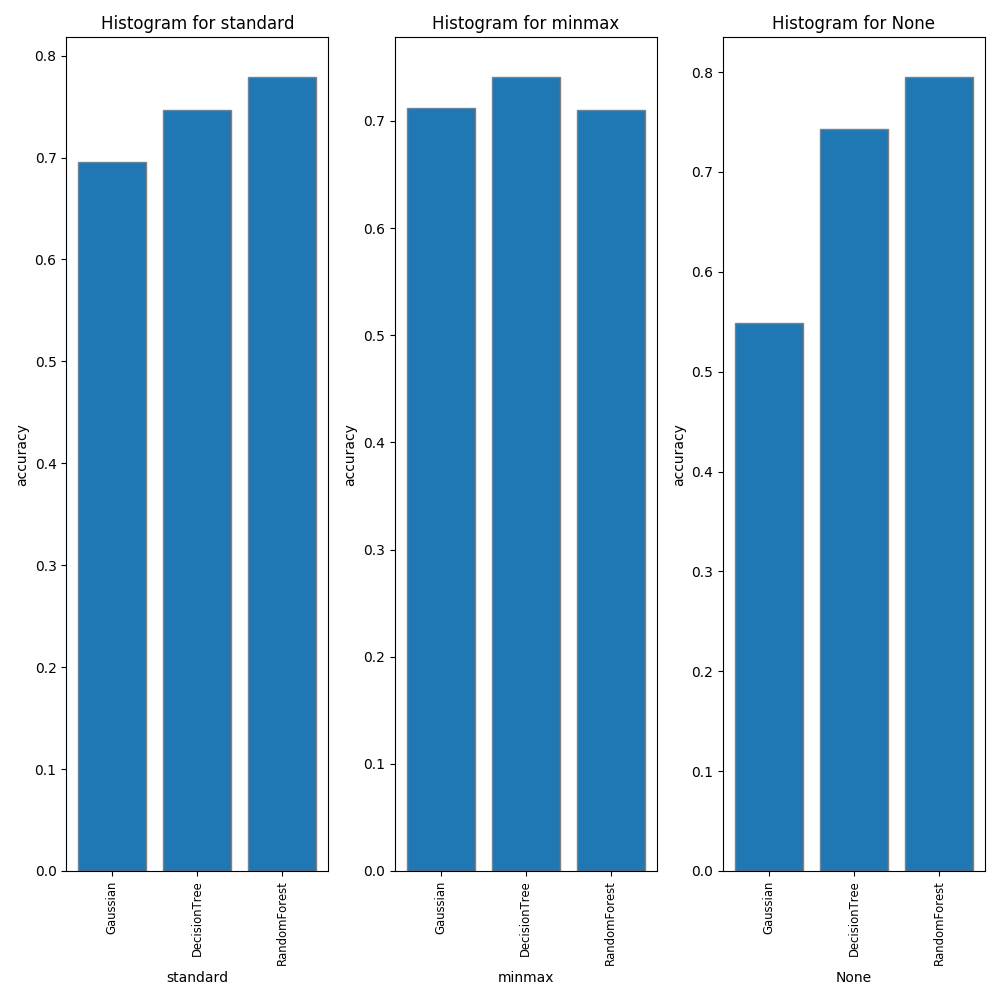 Histogram for standard
accuracy
0.8
0.7
0.6
0.5
0.4
0.3
0.2
0.1
0.0
Gaussian
DecisionTree
RandomForest
standard
Histogram for minmax
accuracy
0.7
0.6
0.5
0.4
0.3
0.2
0.1
0.0
Gaussian
DecisionTree
RandomForest
minmax
Histogram for None
accuracy
0.8
0.7
0.6
0.5
0.4
0.3
0.2
0.1
0.0
Gaussian
DecisionTree
RandomForest
None